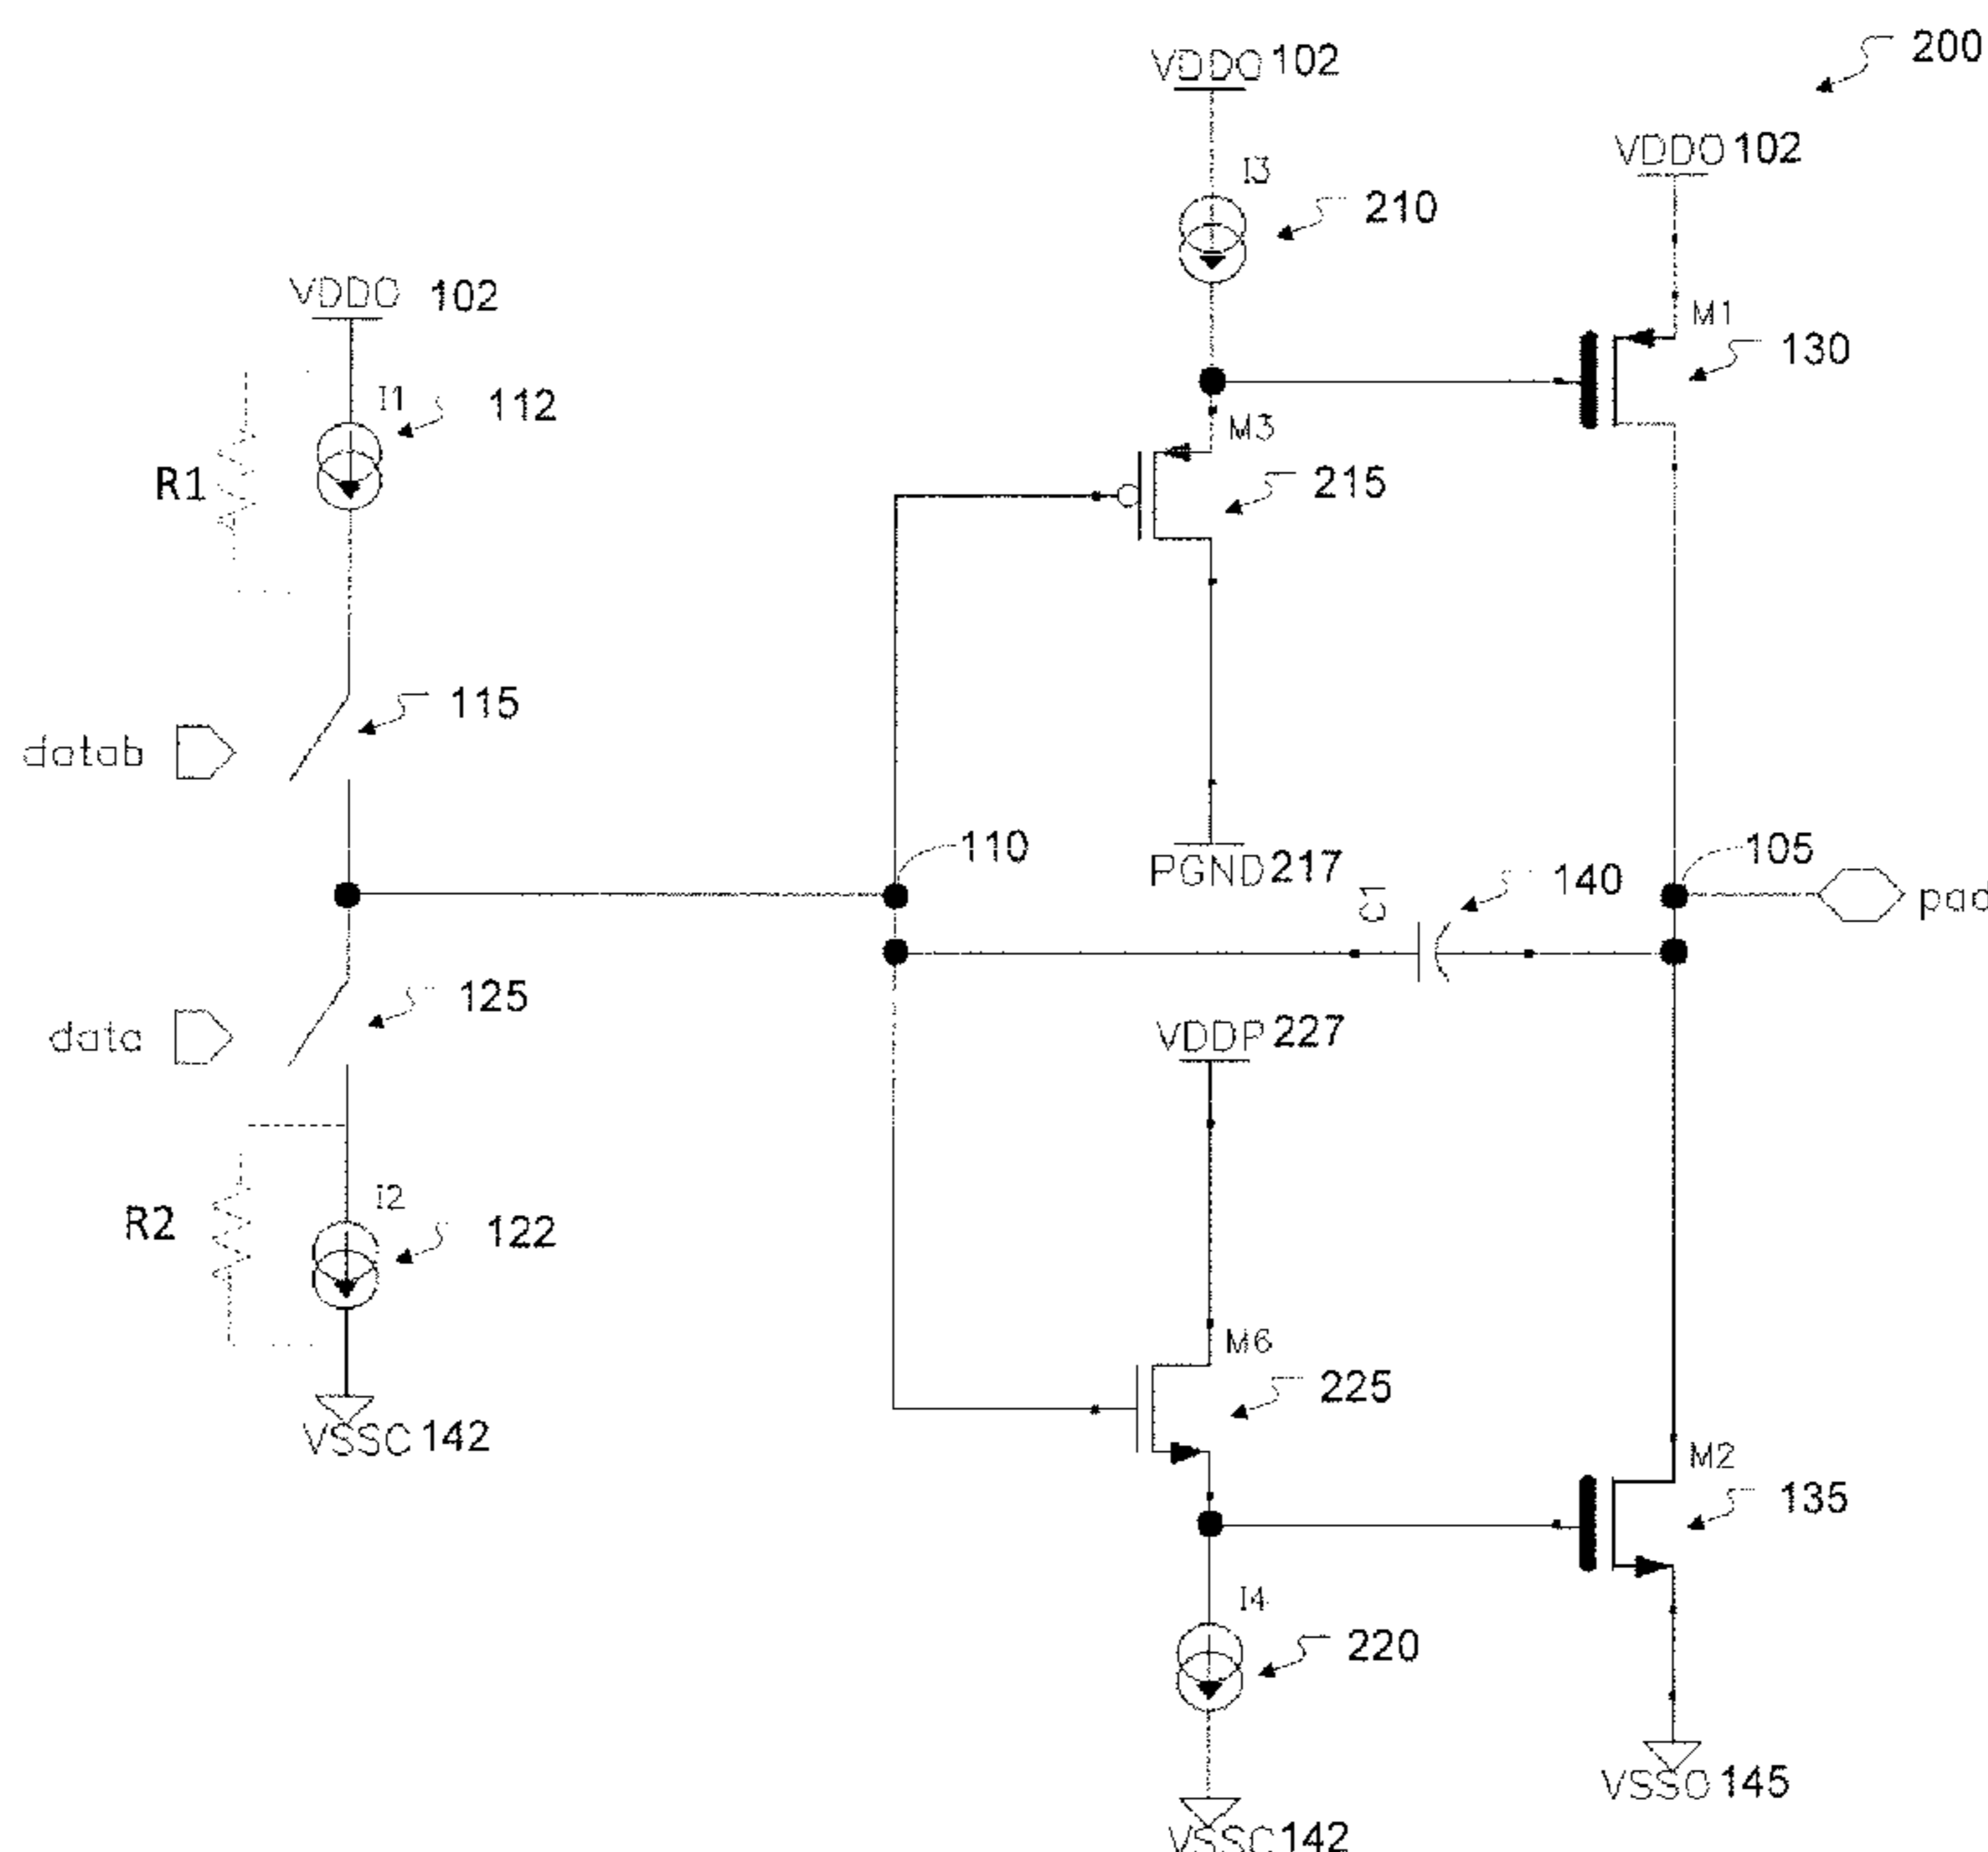 200
VDDO 102
VDDO 102
I3
210
VDDO 102
M1
130
I1
112
M3
R1
215
115
datab
110
105
PGND 217
C1
140
pad
125
data
VDDP 227
I2
R2
122
M6
225
VSSC 142
M2
135
I4
220
VSSO 145
VSSC 142